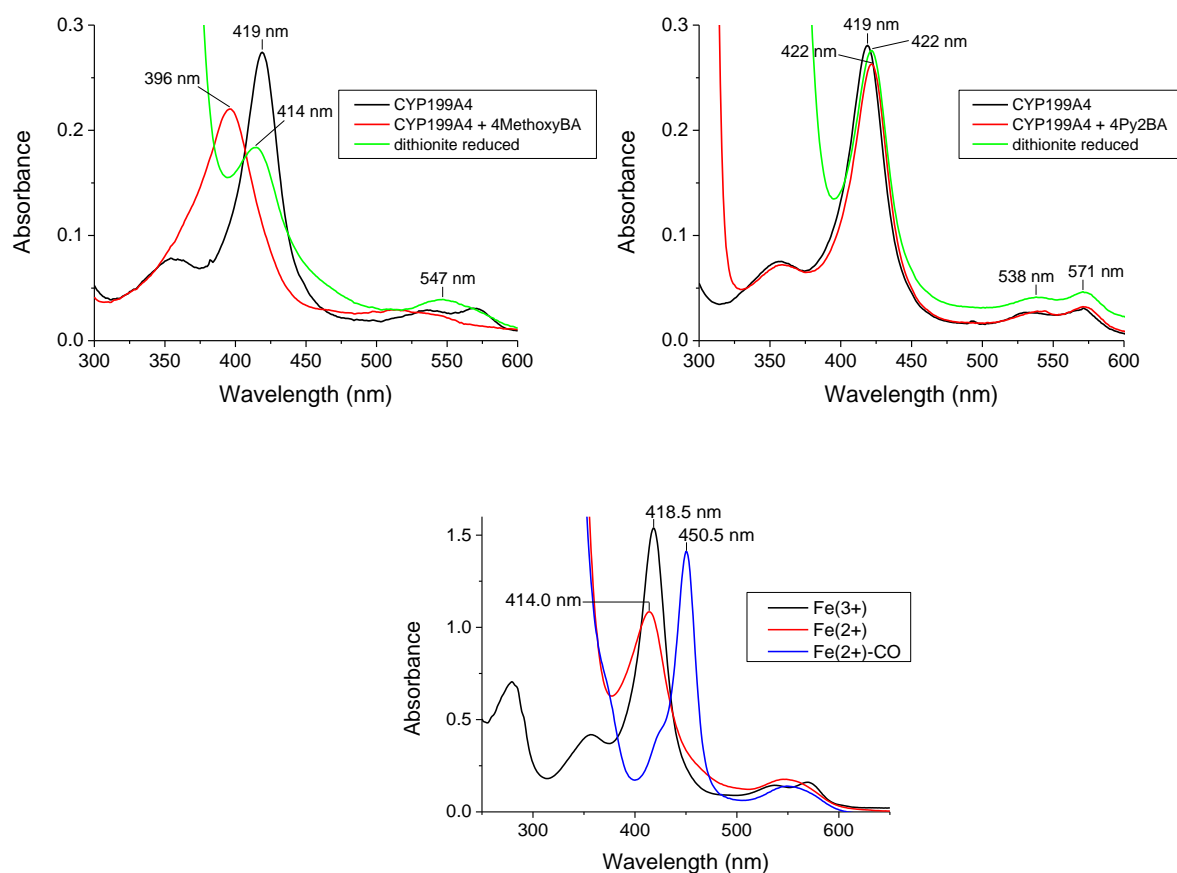 0.3
0.2
0.1
0.0
Absorbance
300 350 400 450 500 550 600
Wavelength (nm)
419 nm
396 nm
414 nm
547 nm
CYP199A4
CYP199A4 + 4MethoxyBA
dithionite reduced
0.3
0.2
0.1
0.0
Absorbance
300 350 400 450 500 550 600
Wavelength (nm)
419 nm
422 nm
422 nm
538 nm
571 nm
CYP199A4
CYP199A4 + 4Py2BA
dithionite reduced
1.5
1.0
0.5
0.0
Absorbance
300 400 500 600
Wavelength (nm)
418.5 nm
450.5 nm
414.0 nm
Fe(3+)
Fe(2+)
Fe(2+)-CO